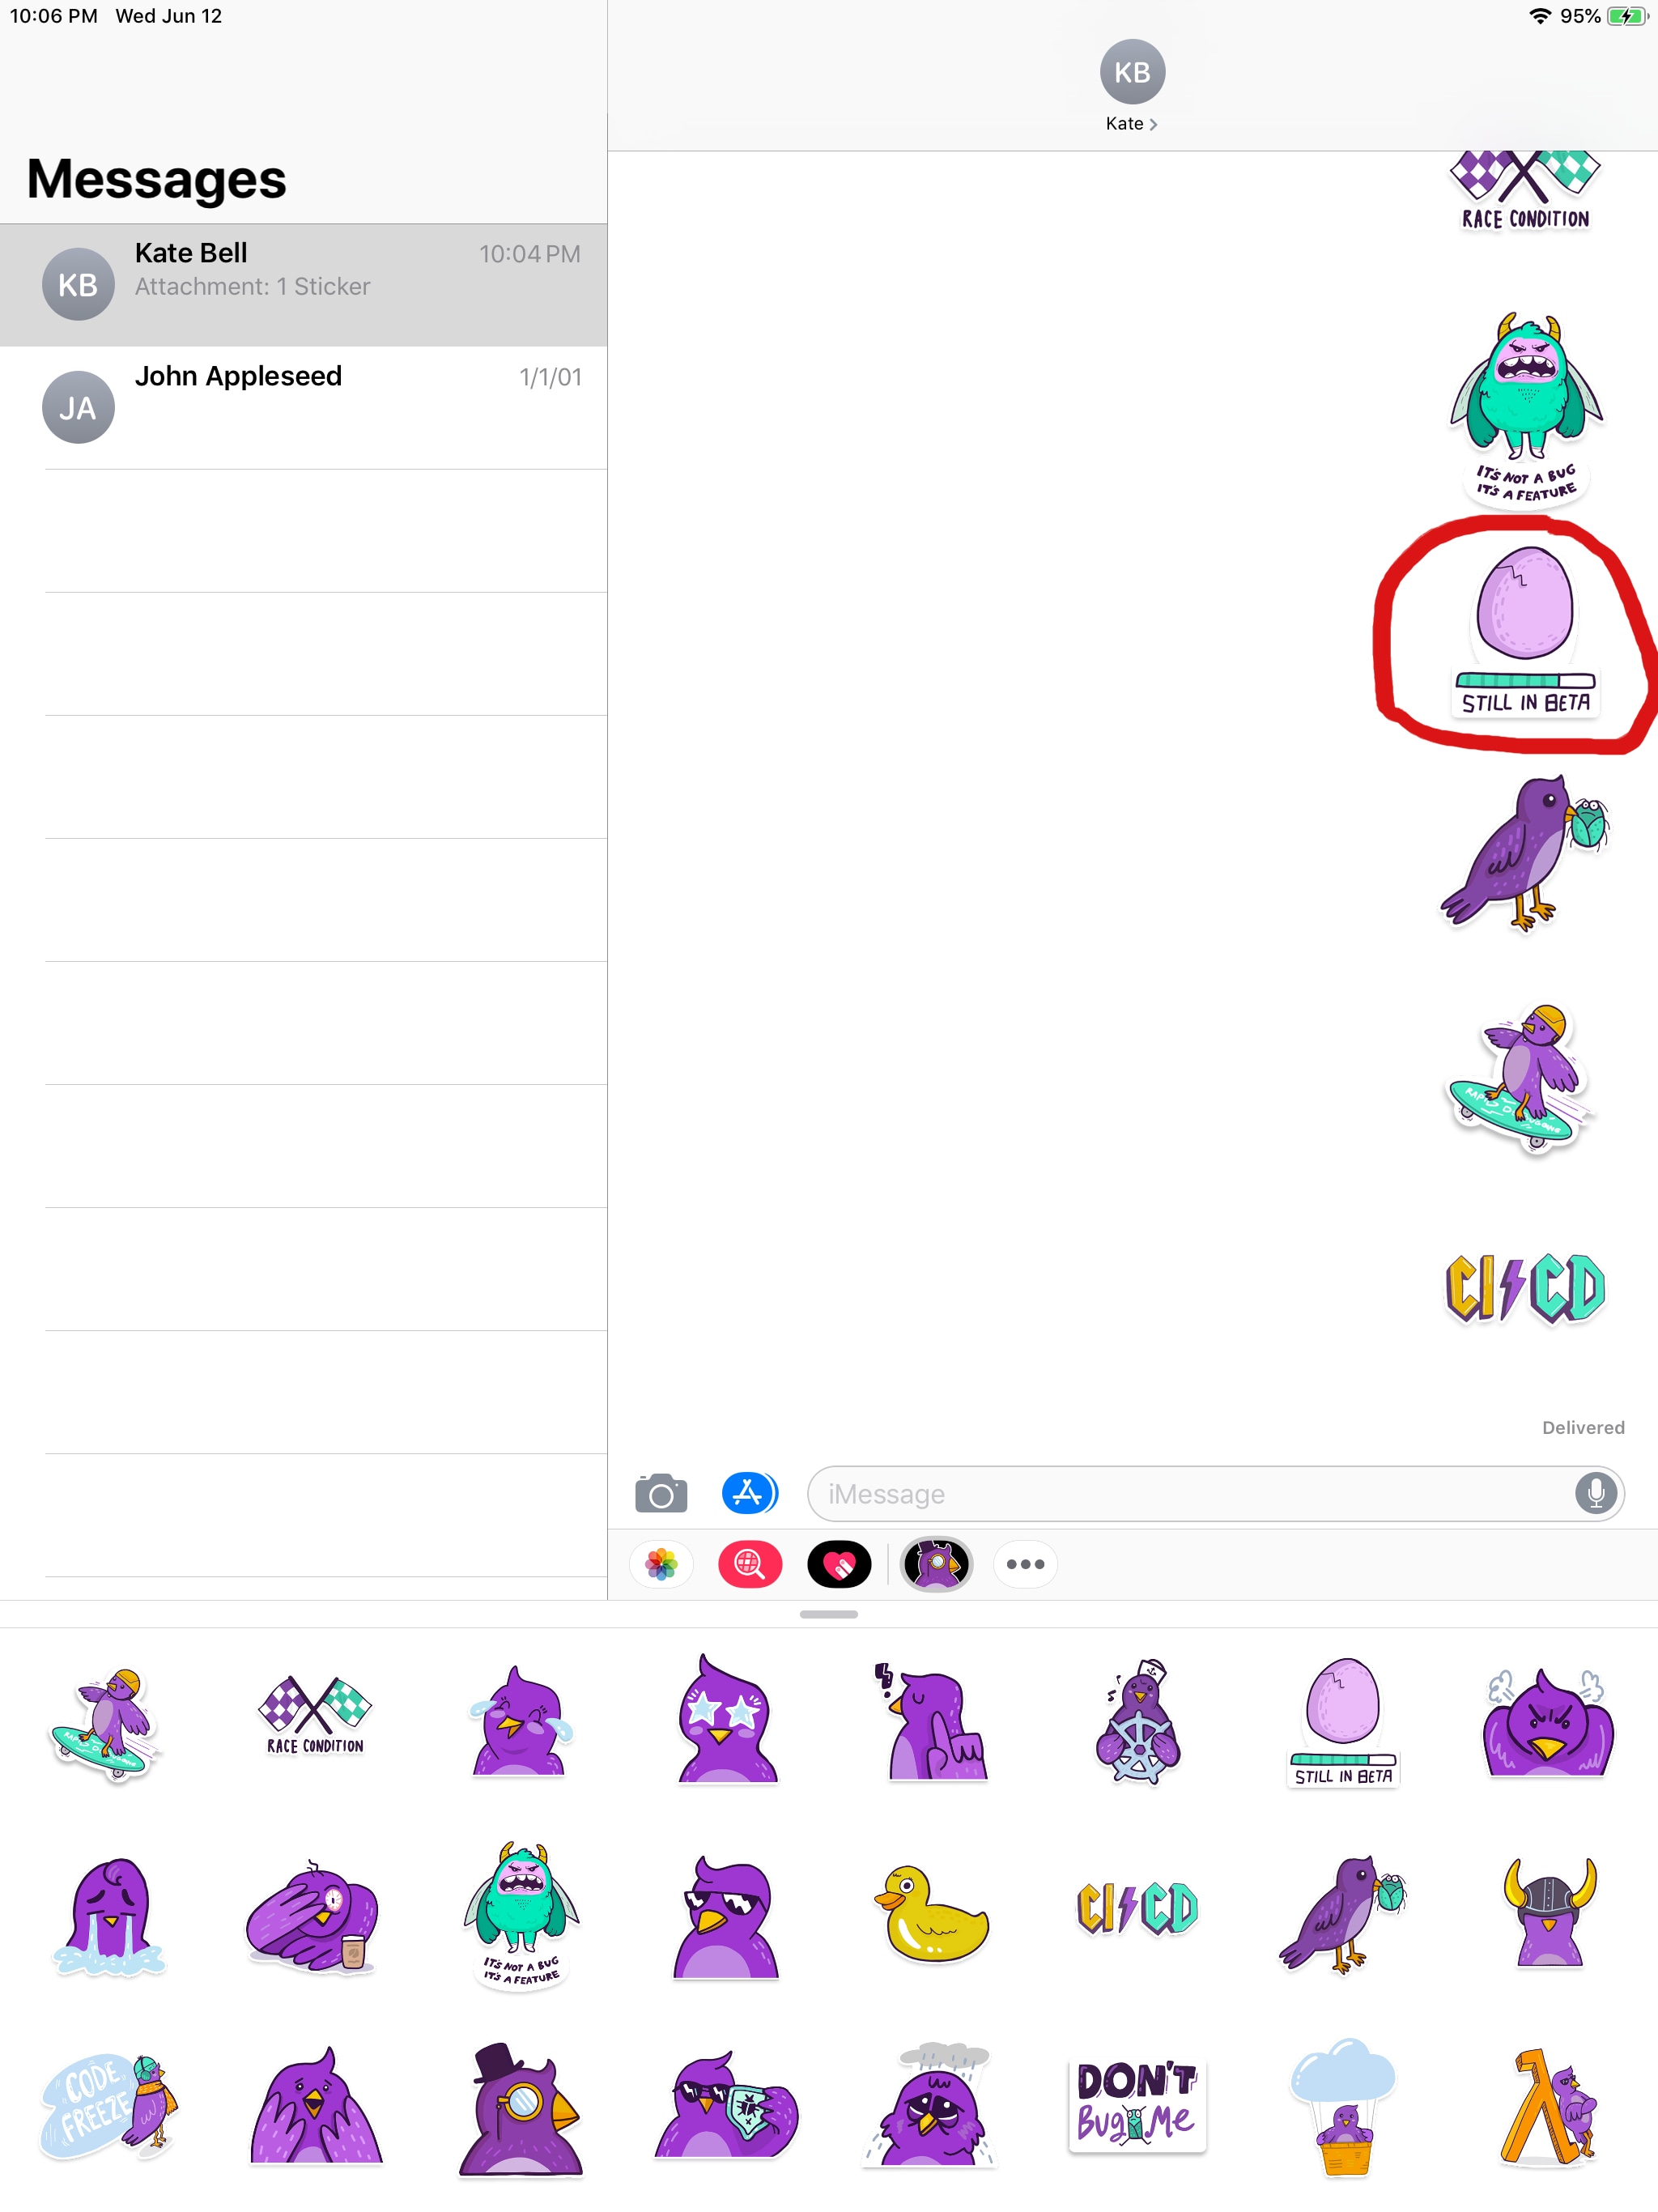 10:06 PM Wed Jun 12
95%
KB
Kate
Messages
Kate Bell 10:04 PM
Attachment: 1 Sticker
KB
John Appleseed 1/1/01
JA
RACE CONDITION
IT'S NOT A BUG
IT'S A FEATURE
STILL IN BETA
CI CD
Delivered
iMessage
RACE CONDITION
STILL IN BETA
IT'S NOT A BUG
IT'S A FEATURE
CI CD
CODE
FREEZE
DON'T
Bug Me
λ